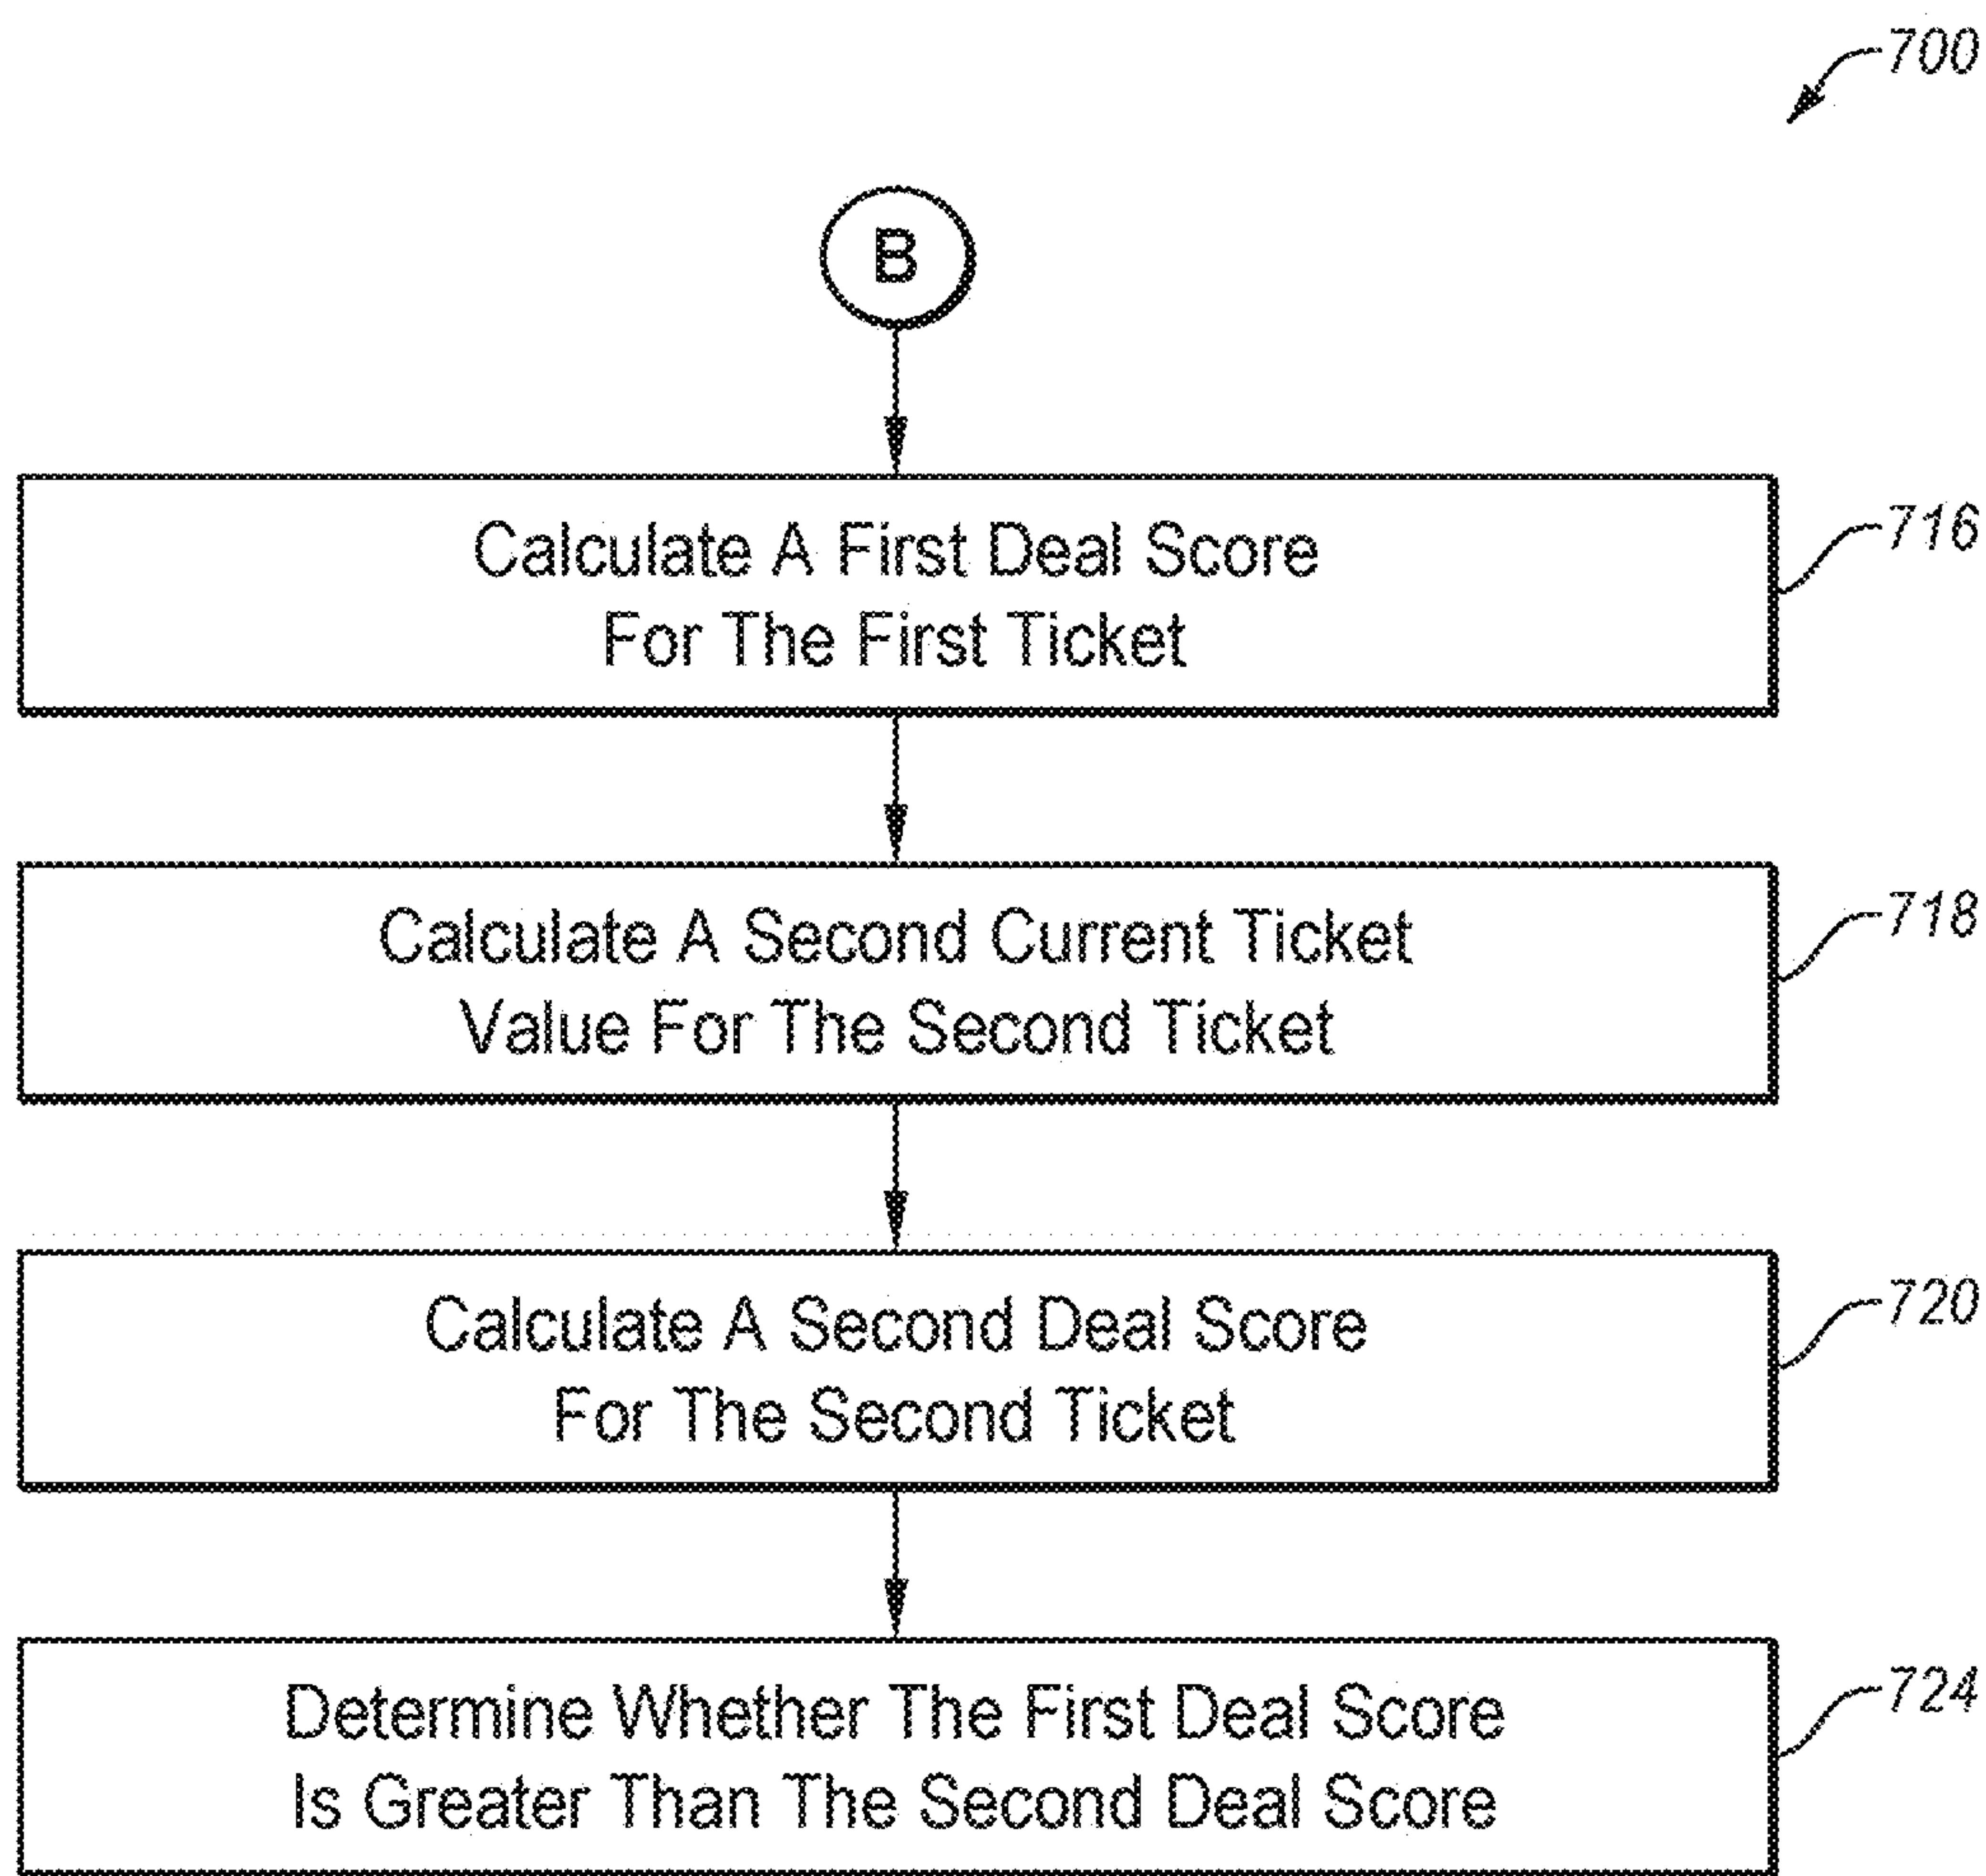 700
B
Calculate A First Deal Score
For The First Ticket
716
Calculate A Second Current Ticket
Value For The Second Ticket
718
Calculate A Second Deal Score
For The Second Ticket
720
Determine Whether The First Deal Score
Is Greater Than The Second Deal Score
724